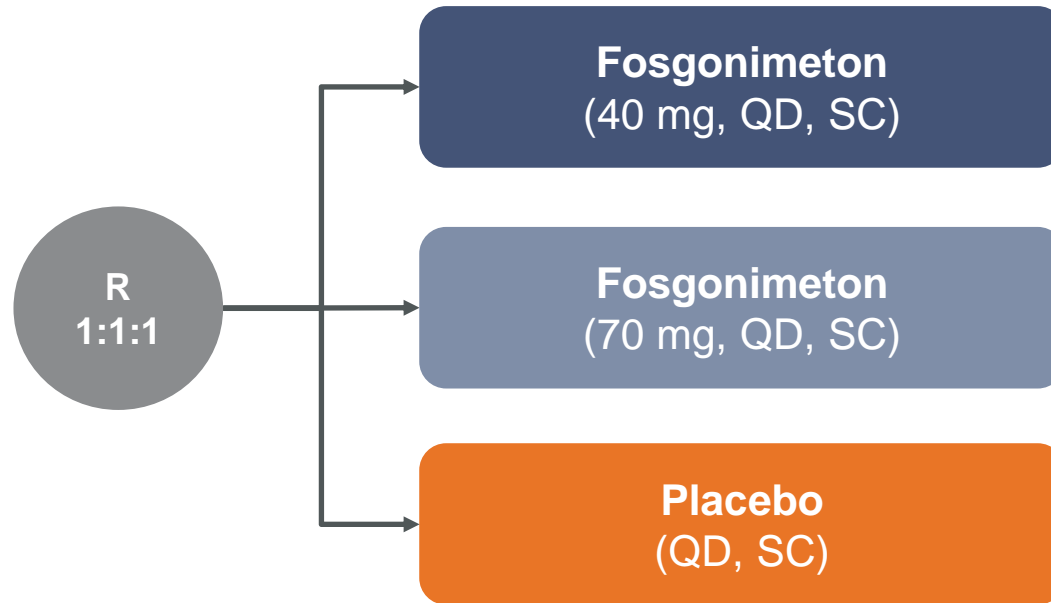 Fosgonimeton
(40 mg, QD, SC)
R
1:1:1
Fosgonimeton
(70 mg, QD, SC)
Placebo
(QD, SC)